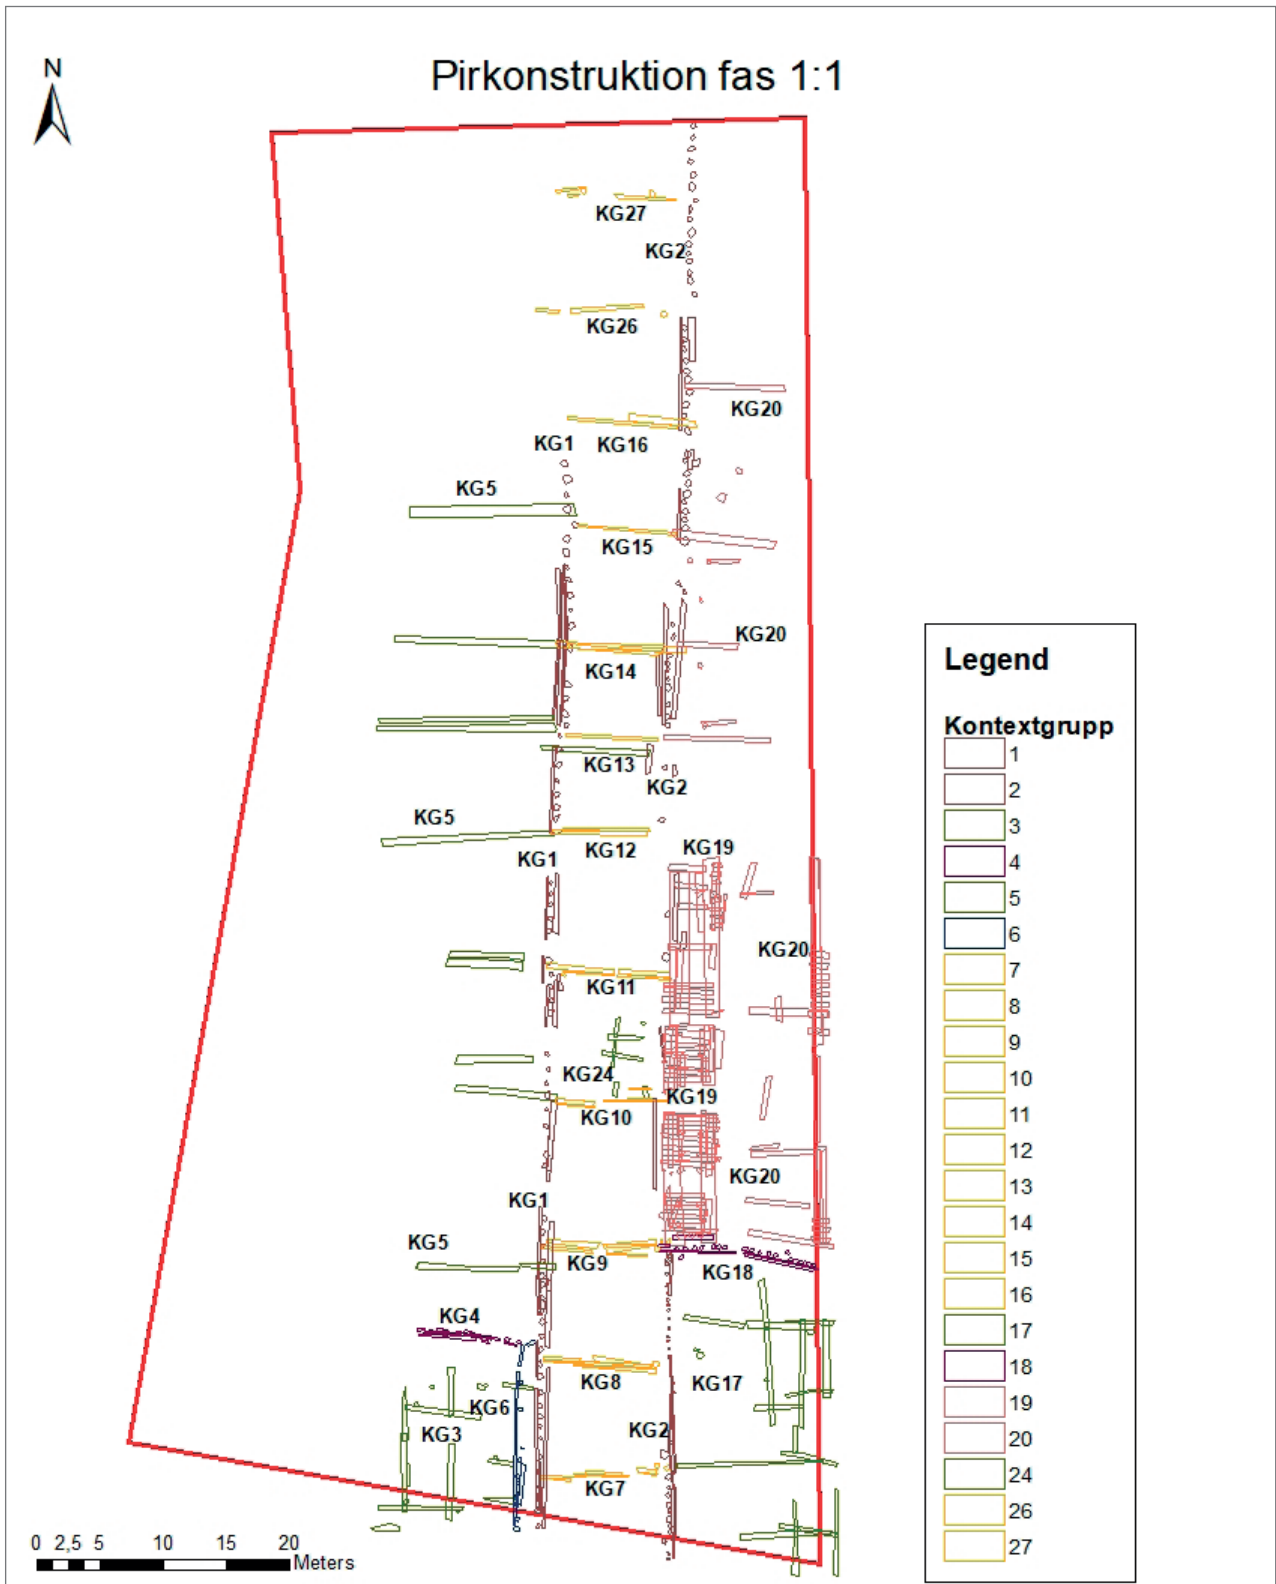 N
Pirkonstruktion fas 1:1
KG27
KG2
KG26
KG20
KG16
KG1
KG5
KG15
KG20
KG14
KG13
KG2
KG5
KG12
KG19
KG1
KG20
KG11
KG24
KG19
KG10
KG20
KG1
KG5
KG9
KG18
KG4
KG8
KG17
KG6
KG3
KG2
KG7
0 2,5 5 10 15 20
Meters
Legend
Kontextgrupp
1
2
3
4
5
6
7
8
9
10
11
12
13
14
15
16
17
18
19
20
24
26
27